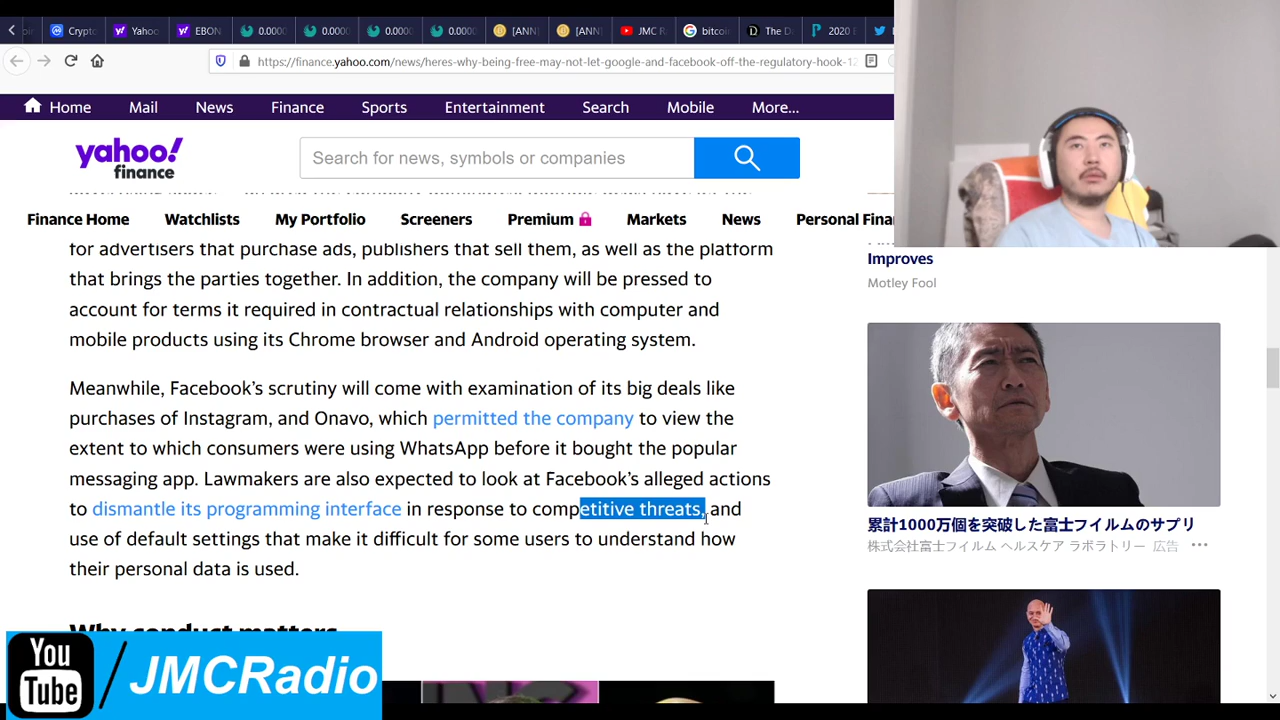 Crypto
Yahoo
EBON
0.0000
0.0000
0.0000
0.0000
[ANN]
[ANN]
JMC R
bitcoi
The D
2020 E
https://finance.yahoo.com/news/heres-why-being-free-may-not-let-google-and-facebook-off-the-regulatory-hook-12
Home Mail News Finance Sports Entertainment Search Mobile More...
yahoo!
finance
Search for news, symbols or companies
Finance Home Watchlists My Portfolio Screeners Premium Markets News Personal Finan
for advertisers that purchase ads, publishers that sell them, as well as the platform
that brings the parties together. In addition, the company will be pressed to
account for terms it required in contractual relationships with computer and
mobile products using its Chrome browser and Android operating system.
Meanwhile, Facebook's scrutiny will come with examination of its big deals like
purchases of Instagram, and Onavo, which permitted the company to view the
extent to which consumers were using WhatsApp before it bought the popular
messaging app. Lawmakers are also expected to look at Facebook's alleged actions
to dismantle its programming interface in response to competitive threats, and
use of default settings that make it difficult for some users to understand how
their personal data is used.
Why conduct matters
Improves
Motley Fool
累計1000万個を突破した富士フイルムのサプリ
株式会社富士フイルム ヘルスケア ラボラトリー 広告
You
Tube
/JMCRadio